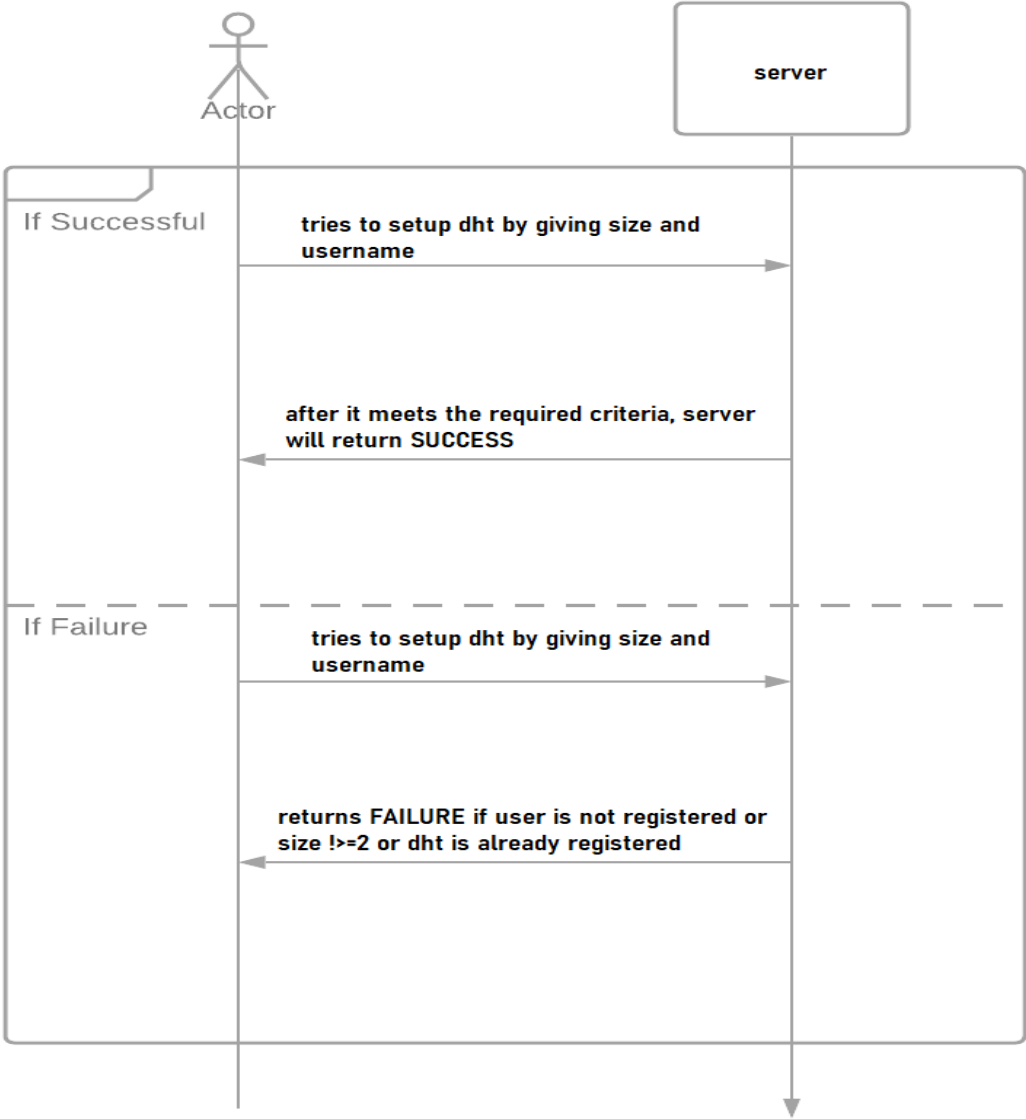 Actor
server
If Successful
tries to setup dht by giving size and
username
after it meets the required criteria, server
will return SUCCESS
If Failure
tries to setup dht by giving size and
username
returns FAILURE if user is not registered or
size !>=2 or dht is already registered